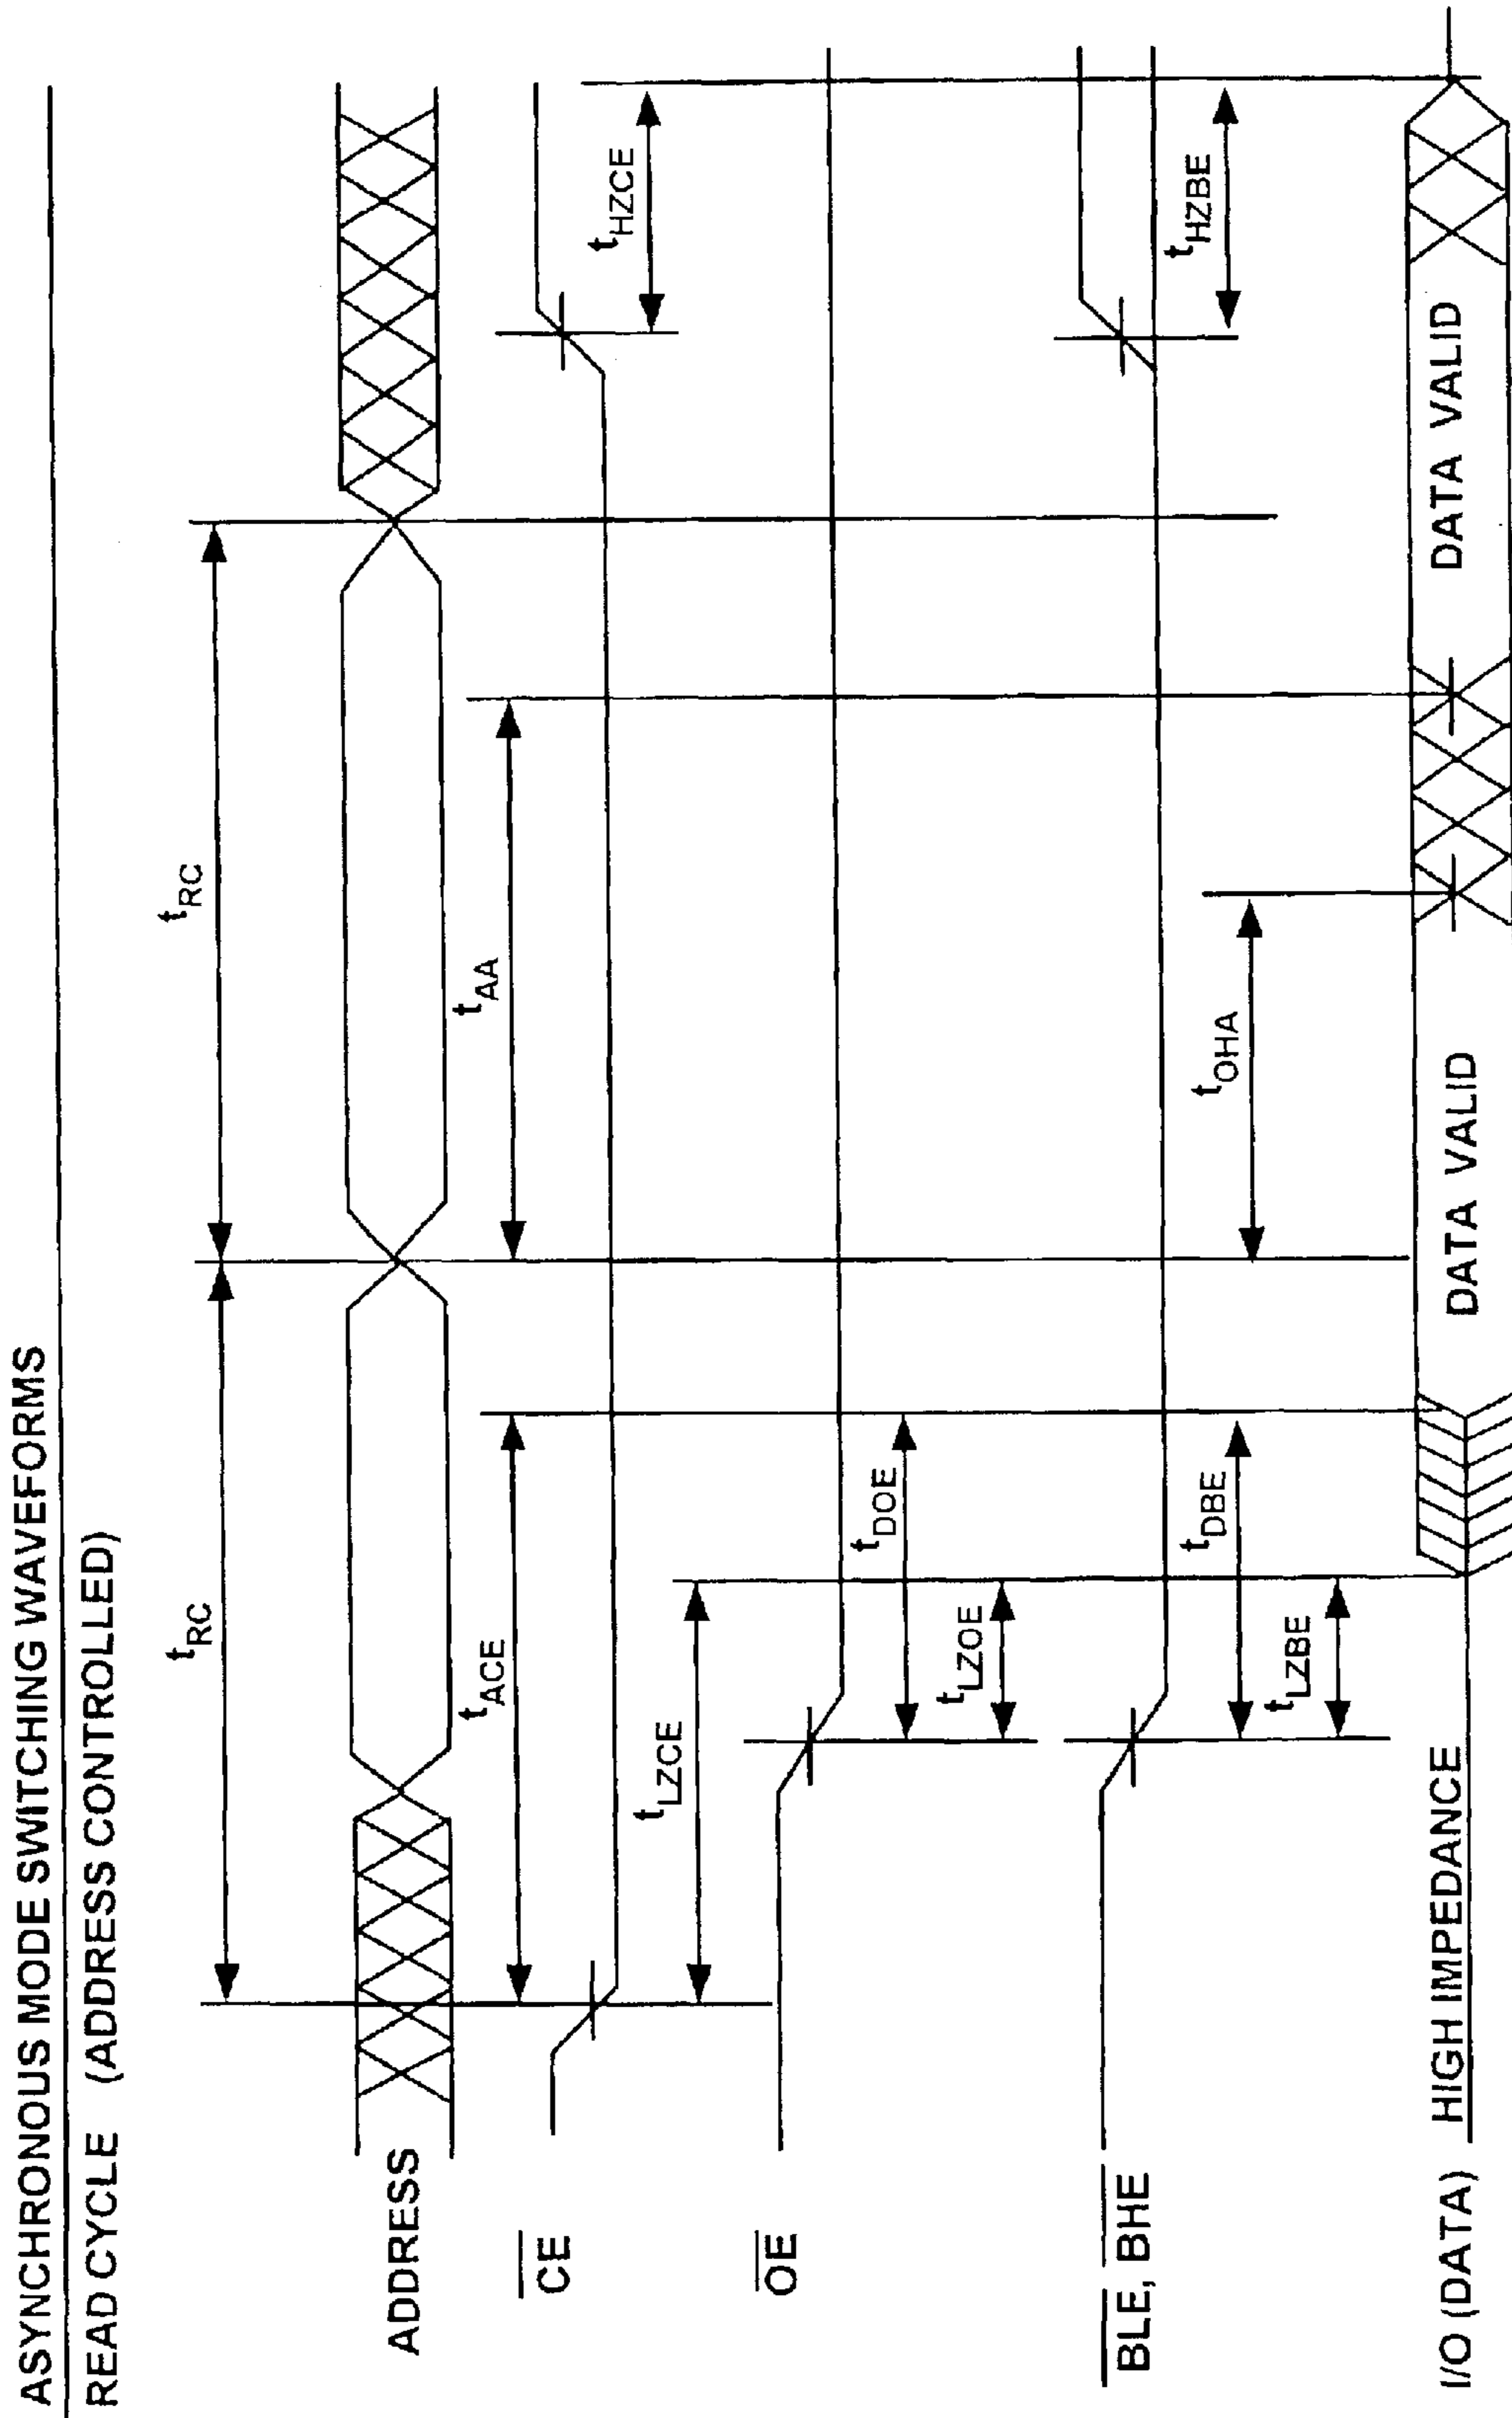 ASYNCHRONOUS MODE SWITCHING WAVEFORMS
READ CYCLE (ADDRESS CONTROLLED)
tRC
tRC
ADDRESS
tACE
tAA
CE
tLZCE
tHZCE
OE
tDOE
tLZOE
BLE, BHE
tDBE
tOHA
tHZBE
tLZBE
I/O (DATA) HIGH IMPEDANCE
DATA VALID
DATA VALID